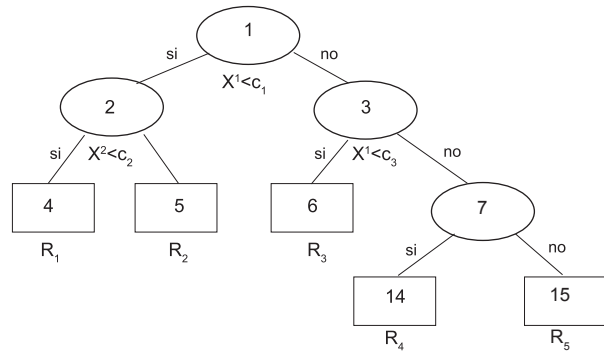 1
si no
X¹<c₁
2 3
si X²<c₂ si X¹<c₃ no
4 5 6 7
R₁ R₂ R₃ si no
14 15
R₄ R₅